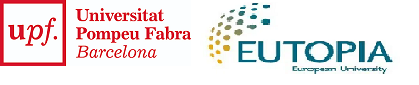 upf.
Universitat
Pompeu Fabra
Barcelona
EUTOPIA
European University